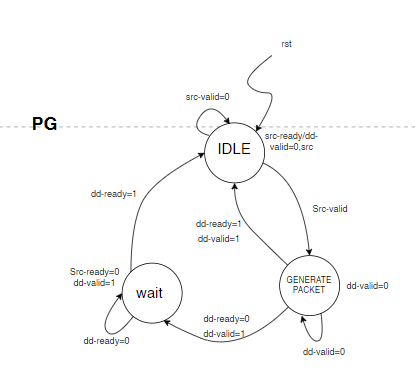 rst
src-valid=0
PG
src-ready/dd-
valid=0,src
IDLE
dd-ready=1
Src-valid
dd-ready=1
dd-valid=1
Src-ready=0
dd-valid=1
GENERATE
PACKET
dd-valid=0
wait
dd-ready=0
dd-valid=1
dd-ready=0
dd-valid=0